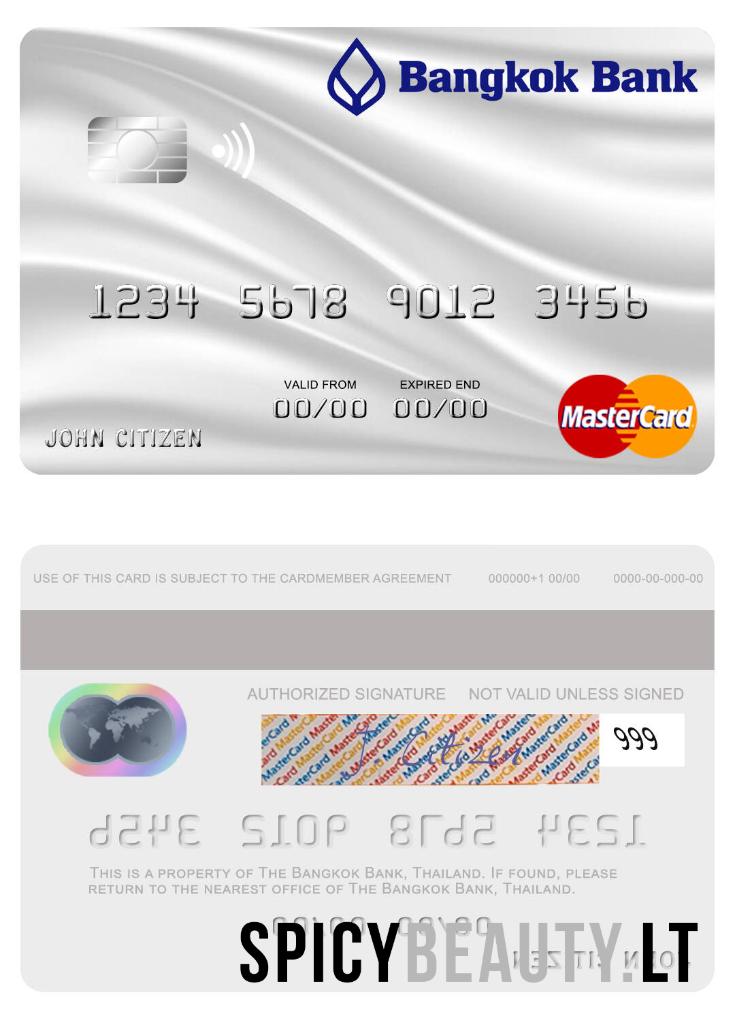 Bangkok Bank
1234 5678 9012 3456
VALID FROM EXPIRED END
00/00 00/00
JOHN CITIZEN
MasterCard
USE OF THIS CARD IS SUBJECT TO THE CARDMEMBER AGREEMENT 000000+1 00/00 0000-00-000-00
AUTHORIZED SIGNATURE NOT VALID UNLESS SIGNED
J. Citizen 999
THIS IS A PROPERTY OF THE BANGKOK BANK, THAILAND. IF FOUND, PLEASE
RETURN TO THE NEAREST OFFICE OF THE BANGKOK BANK, THAILAND.
SPICYBEAUTY.LT